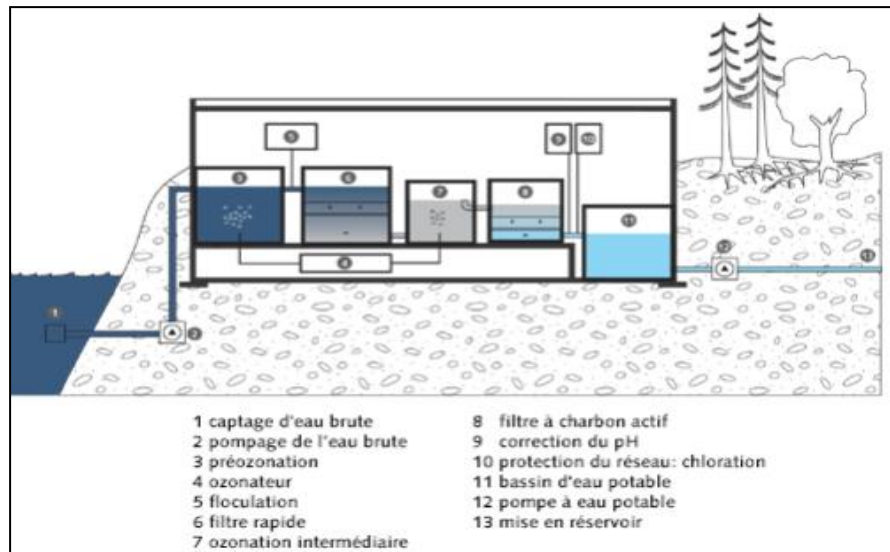 1 captage d'eau brute
2 pompage de l'eau brute
3 préozonation
4 ozonateur
5 floculation
6 filtre rapide
7 ozonation intermédiaire
8 filtre à charbon actif
9 correction du pH
10 protection du réseau: chloration
11 bassin d'eau potable
12 pompe à eau potable
13 mise en réservoir